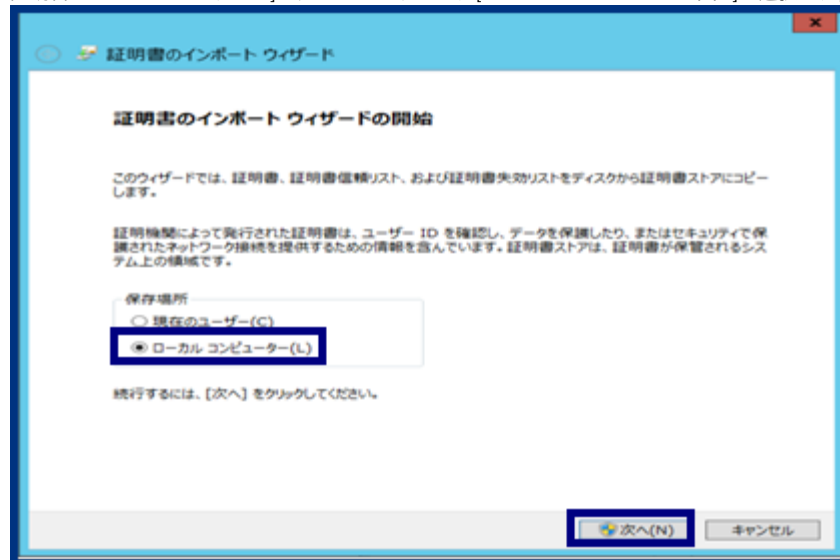 証明書のインポート ウィザード
証明書のインポート ウィザードの開始
このウィザードでは、証明書、証明書信頼リスト、および証明書失効リストをディスクから証明書ストアにコピー
します。
証明機関によって発行された証明書は、ユーザー ID を確認し、データを保護したり、またはセキュリティで保
護されたネットワーク接続を提供するための情報を含んでいます。証明書ストアは、証明書が保管されるシス
テム上の領域です。
保存場所
現在のユーザー(C)
ローカル コンピューター(L)
続行するには、[次へ] をクリックしてください。
次へ(N)
キャンセル